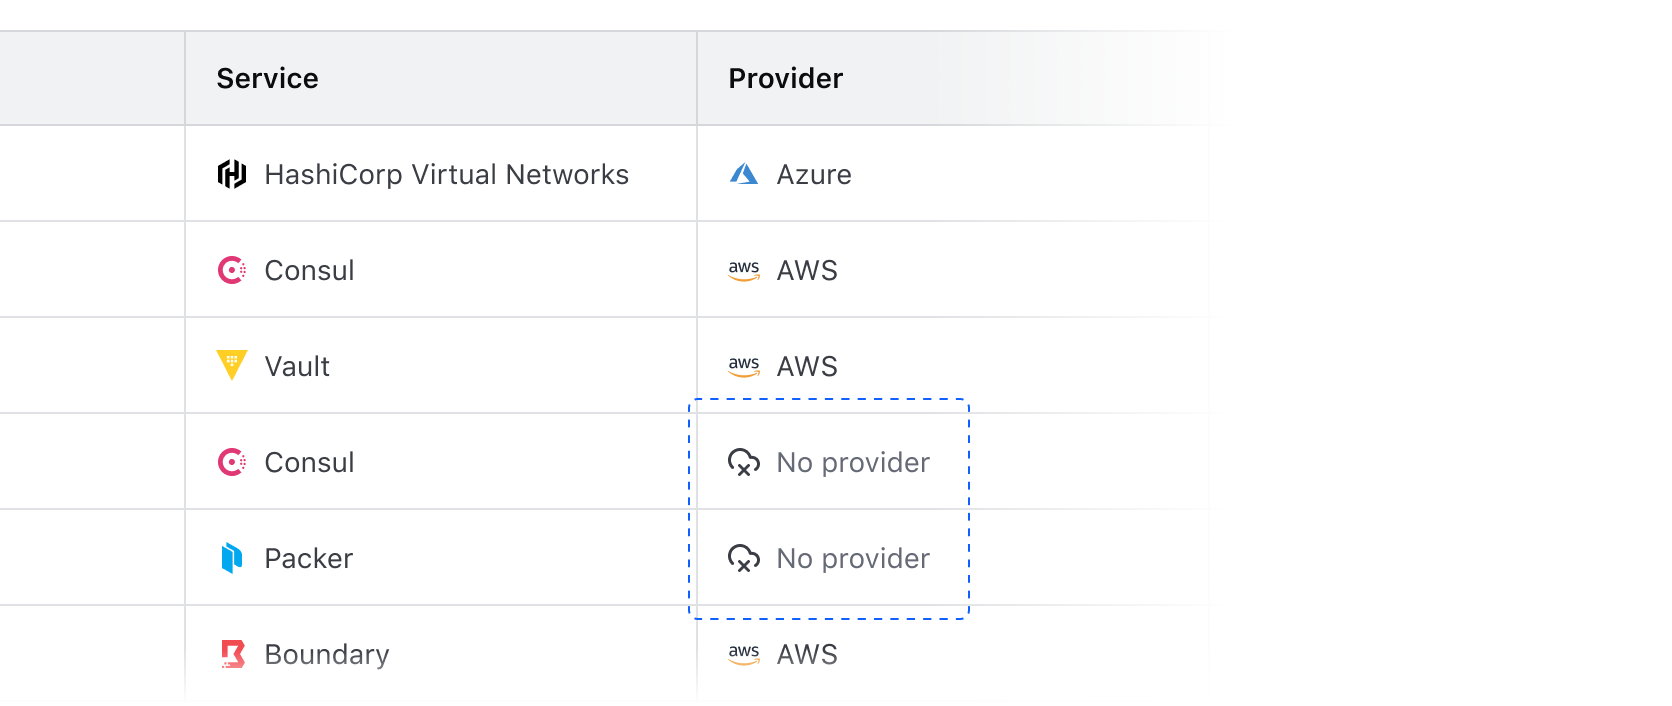 Service Provider
HashiCorp Virtual Networks Azure
Consul aws AWS
Vault aws AWS
Consul No provider
Packer No provider
Boundary aws AWS